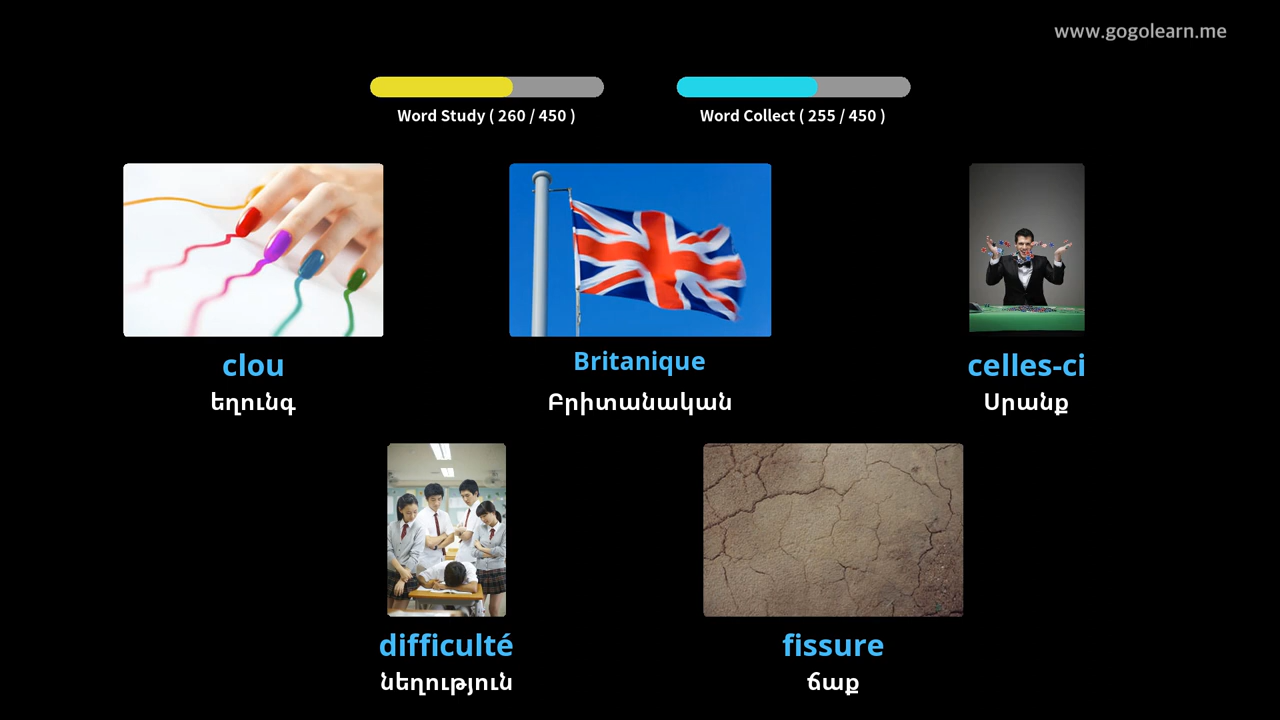 www.gogolearn.me
Word Study ( 260 / 450 )
Word Collect ( 255 / 450 )
clou
եղունգ
Britanique
Բրիտանական
celles-ci
Սրանք
difficulté
նեղություն
fissure
ճաք